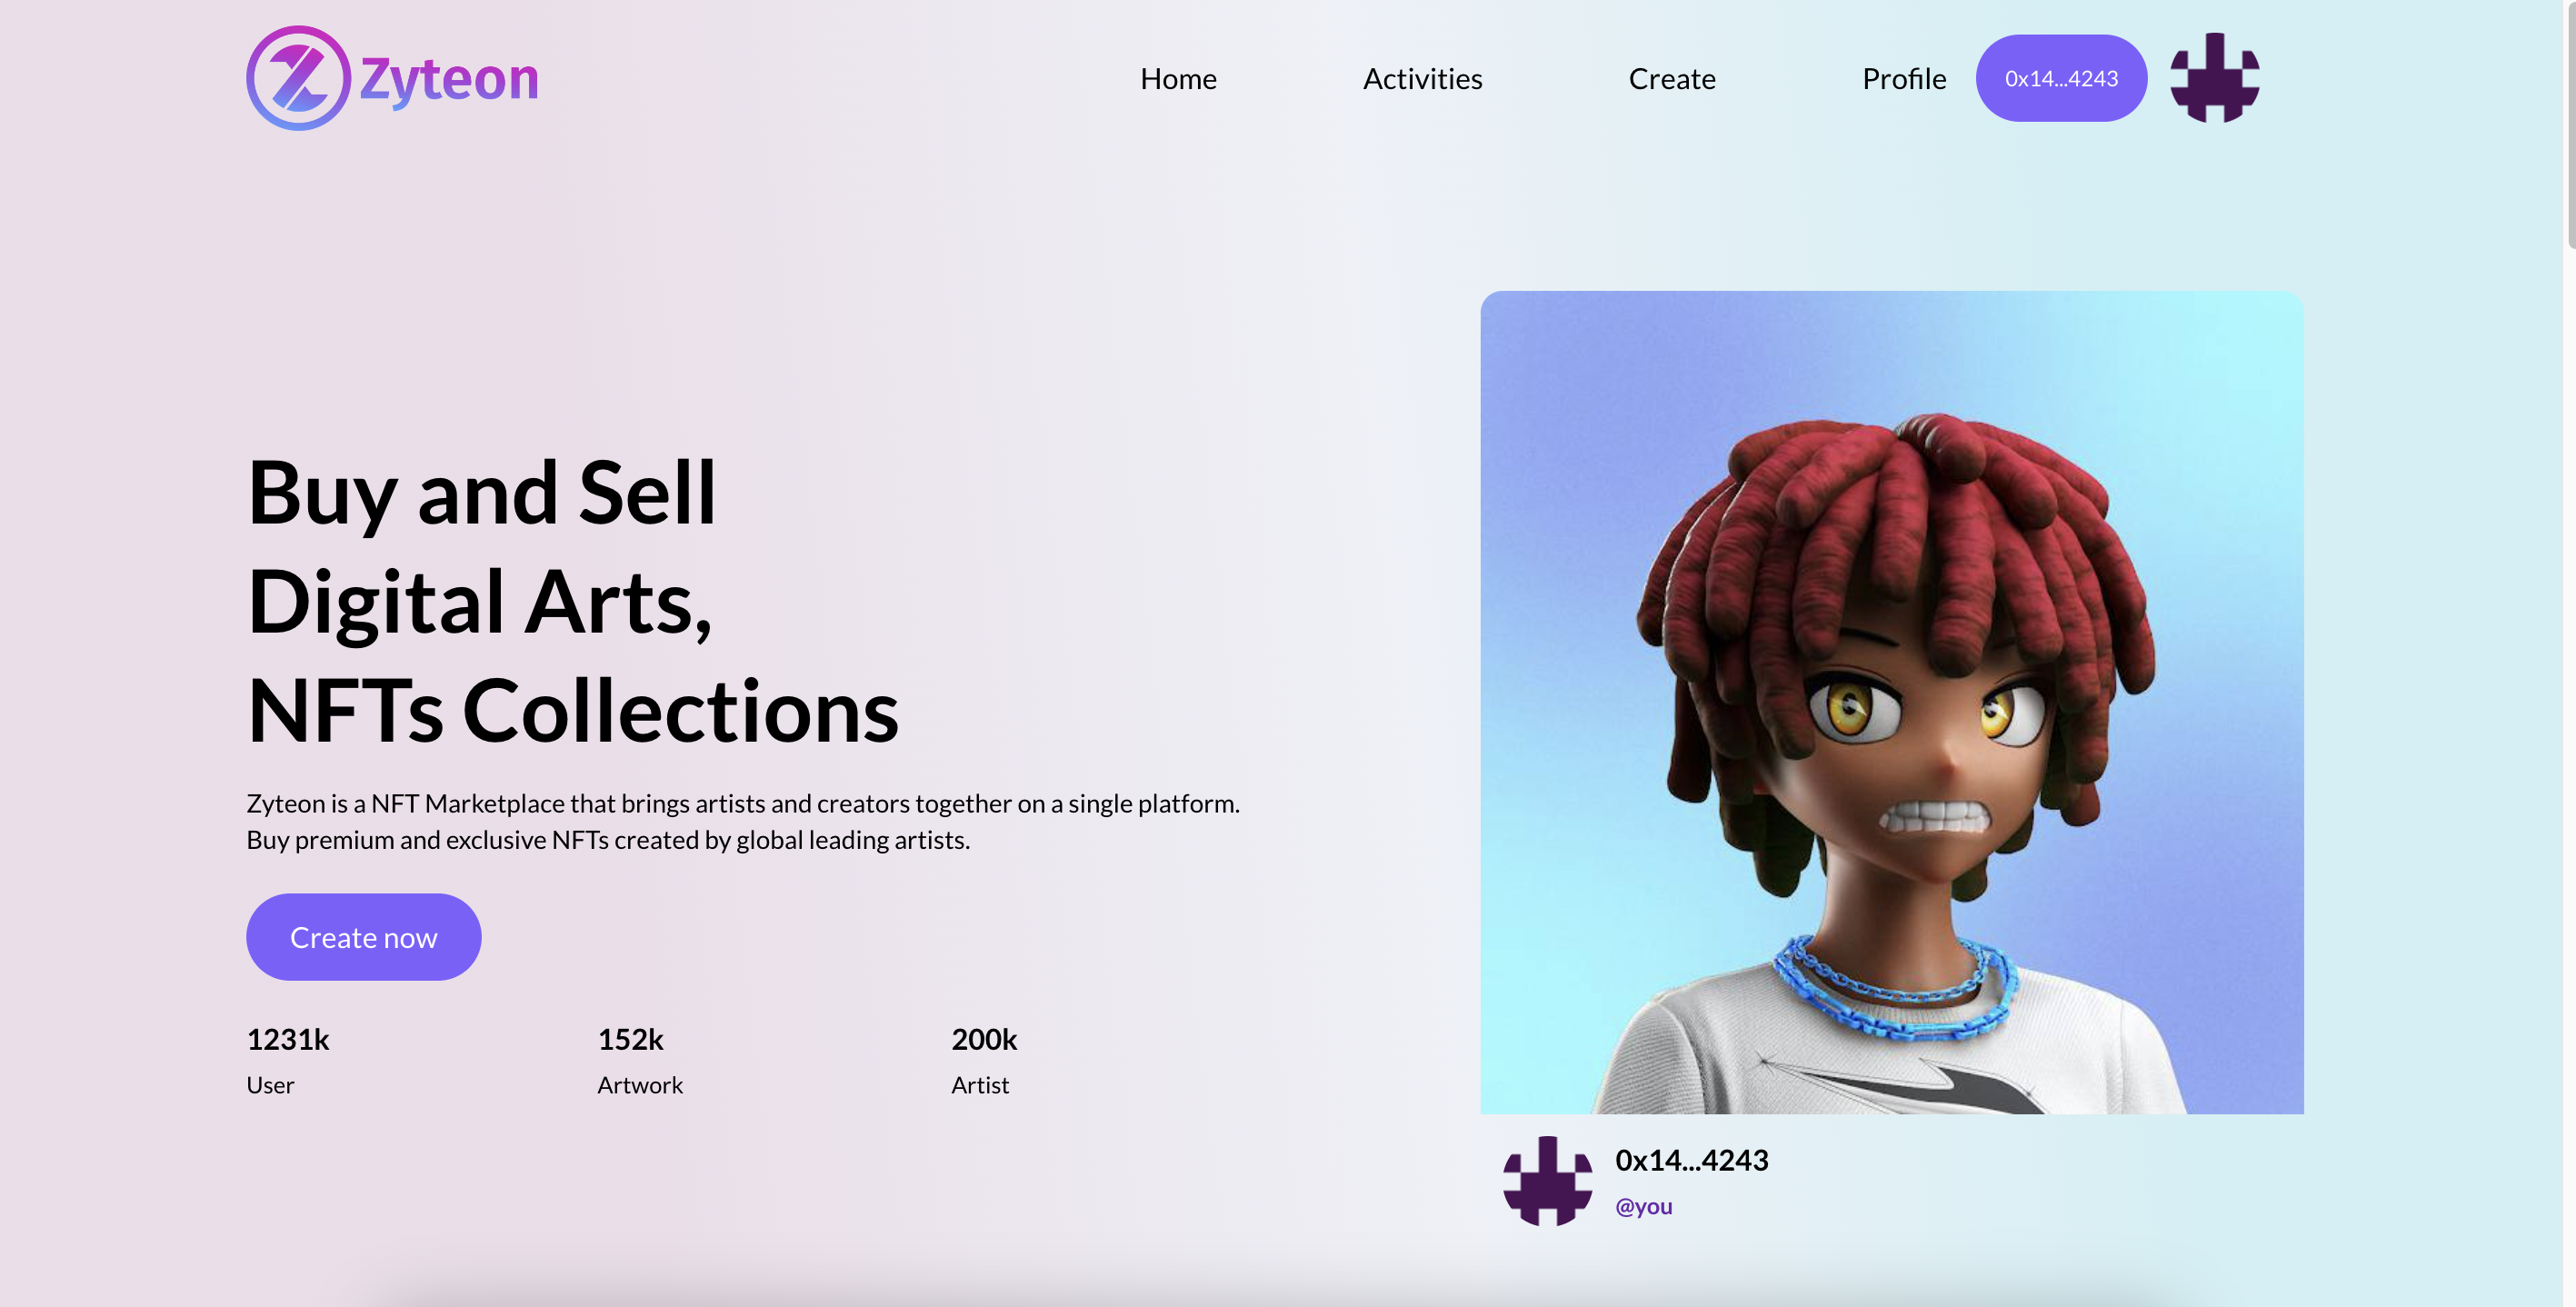 Zyteon
Home
Activities
Create
Profile
0x14...4243
Buy and Sell
Digital Arts,
NFTs Collections
Zyteon is a NFT Marketplace that brings artists and creators together on a single platform.
Buy premium and exclusive NFTs created by global leading artists.
Create now
1231k
User
152k
Artwork
200k
Artist
0x14...4243
@you